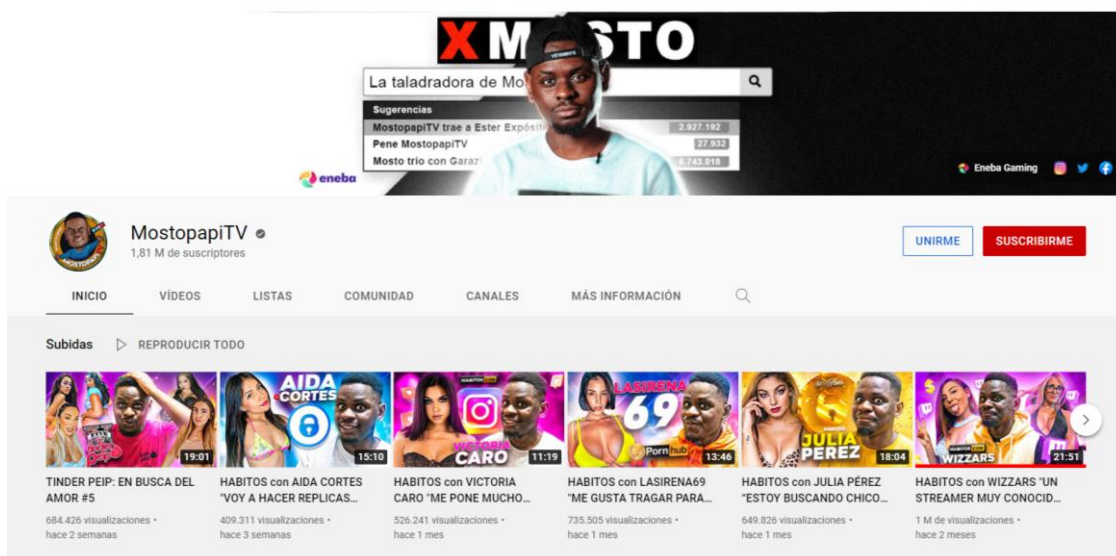 X MOSTO
La taladradora de Mo
Sugerencias
MostopapiTV trae a Ester Expósit 2.927.192
Pene MostopapiTV 27.932
Mosto trio con Garaz 6.743.018
eneba
Eneba Gaming
MostopapiTV
1,81 M de suscriptores
UNIRME
SUSCRIBIRME
INICIO VÍDEOS LISTAS COMUNIDAD CANALES MÁS INFORMACIÓN
Subidas REPRODUCIR TODO
AIDA CORTES
HABITOS
VICTORIA CARO
LASIRENA 69
Pornhub
JULIA PEREZ
WIZZARS
19:01 15:10 11:19 13:46 18:04 21:51
TINDER PEIP: EN BUSCA DEL AMOR #5
684.426 visualizaciones •
hace 2 semanas
HABITOS con AIDA CORTES
"VOY A HACER REPLICAS...
409.311 visualizaciones •
hace 3 semanas
HABITOS con VICTORIA
CARO "ME PONE MUCHO...
526.241 visualizaciones •
hace 1 mes
HABITOS con LASIRENA69
"ME GUSTA TRAGAR PARA...
735.505 visualizaciones •
hace 1 mes
HABITOS con JULIA PÉREZ
"ESTOY BUSCANDO CHICO...
649.826 visualizaciones •
hace 1 mes
HABITOS con WIZZARS "UN
STREAMER MUY CONOCID...
1 M de visualizaciones •
hace 2 meses